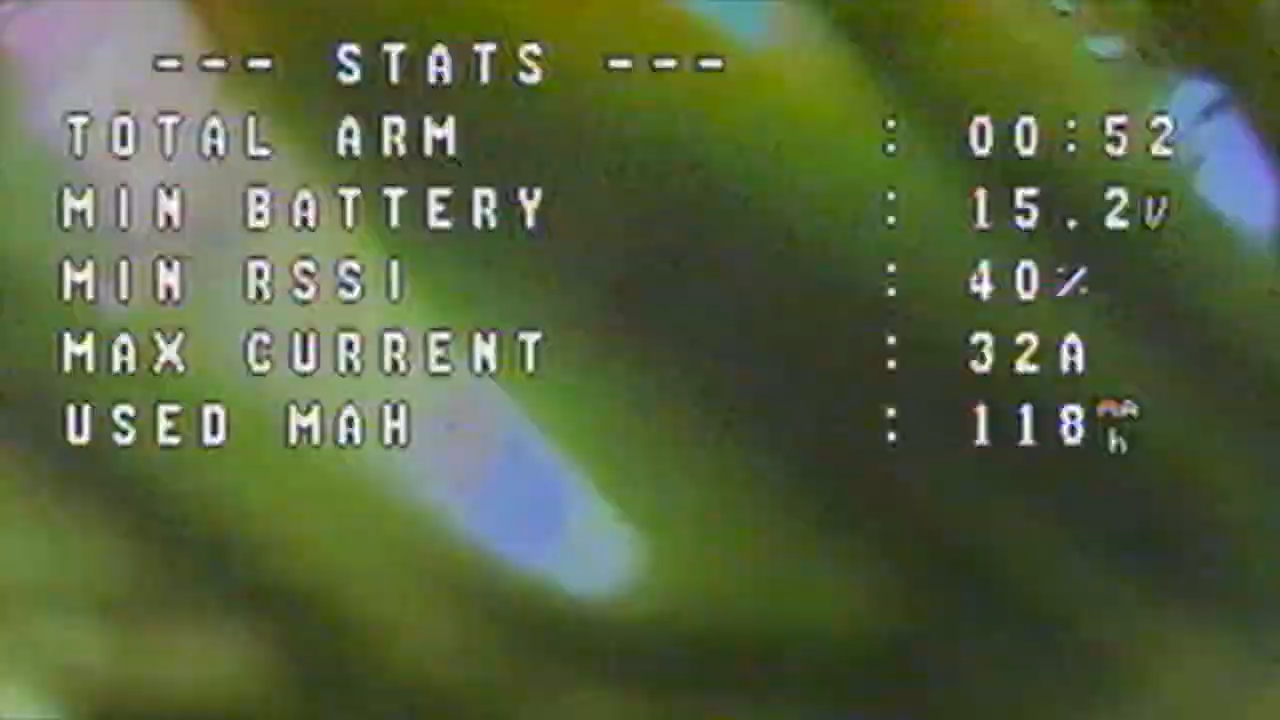 --- STATS ---
TOTAL ARM : 00:52
MIN BATTERY : 15.2V
MIN RSSI : 40%
MAX CURRENT : 32A
USED MAH : 118mAh